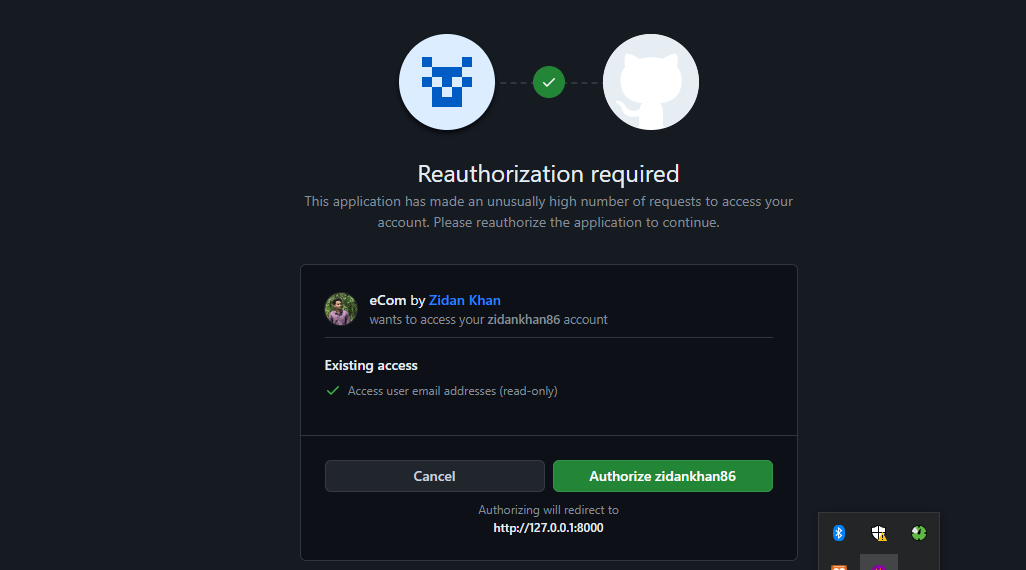 Reauthorization required
This application has made an unusually high number of requests to access your
account. Please reauthorize the application to continue.
eCom by Zidan Khan
wants to access your zidankhan86 account
Existing access
Access user email addresses (read-only)
Cancel
Authorize zidankhan86
Authorizing will redirect to
http://127.0.0.1:8000